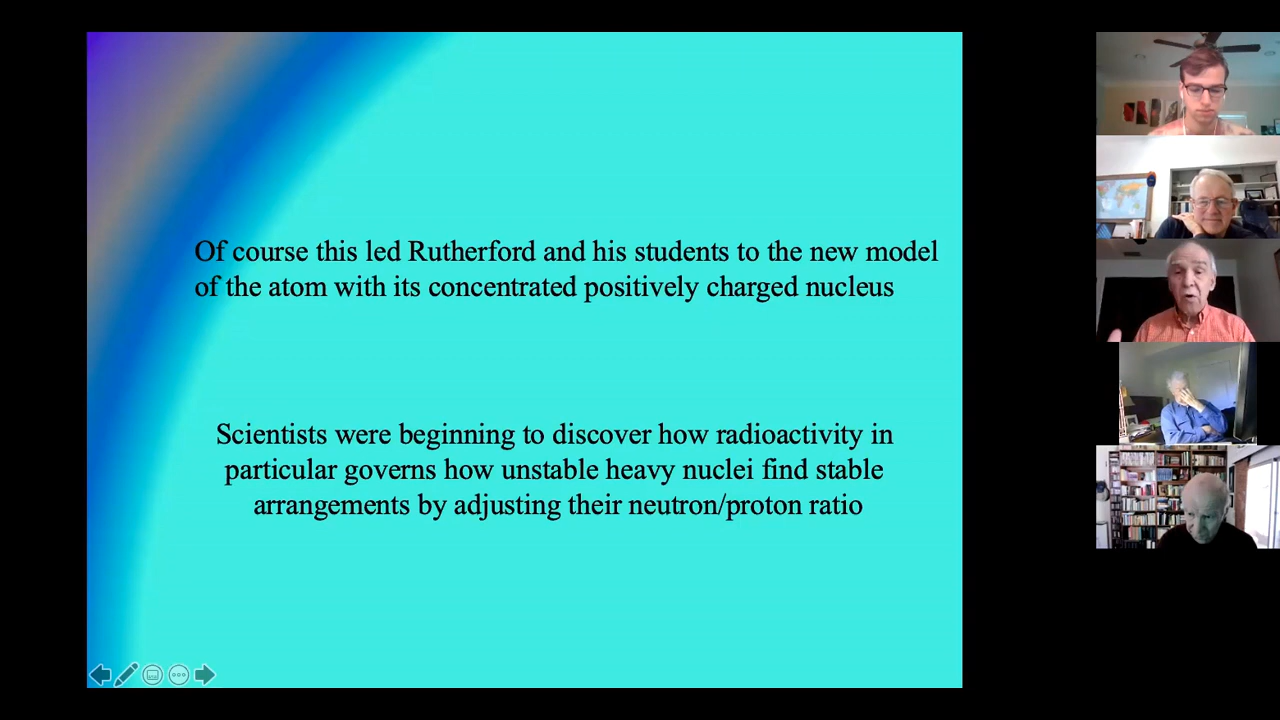 Of course this led Rutherford and his students to the new model
of the atom with its concentrated positively charged nucleus
Scientists were beginning to discover how radioactivity in
particular governs how unstable heavy nuclei find stable
arrangements by adjusting their neutron/proton ratio